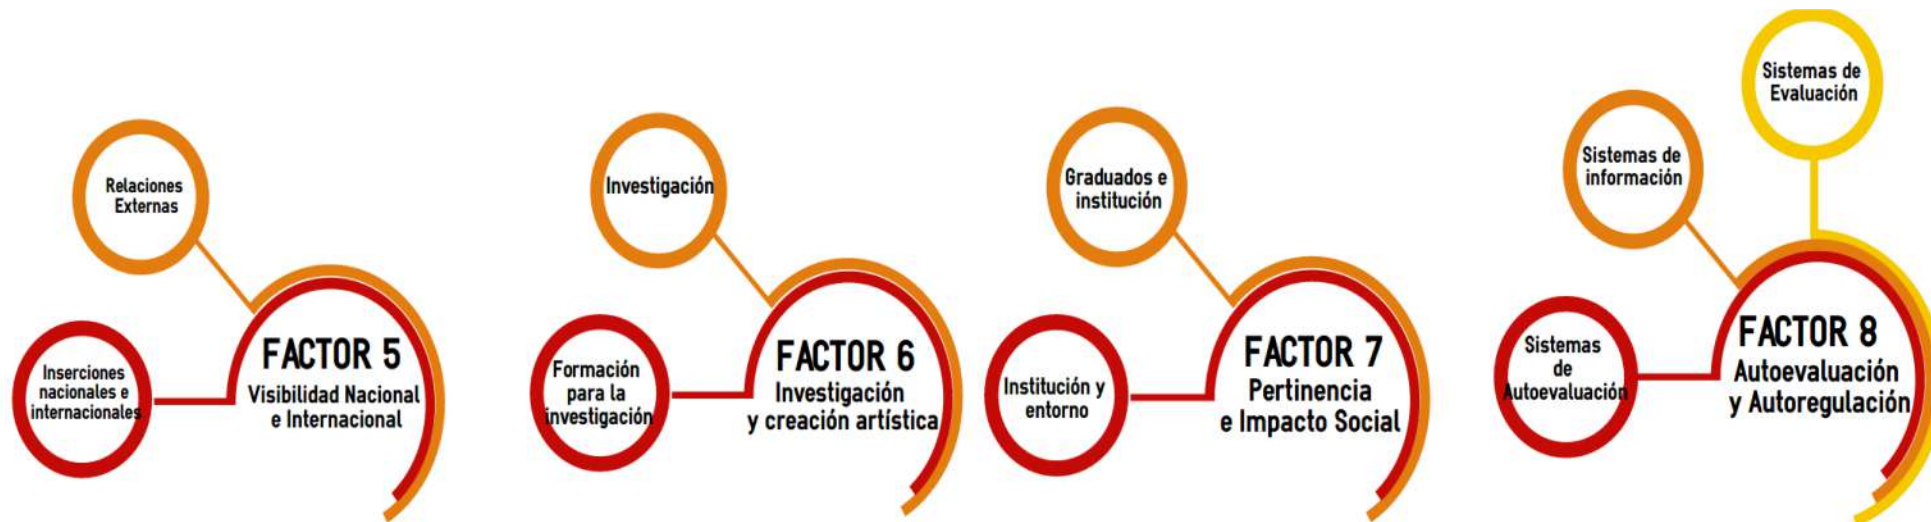 Relaciones
Externas
Inserciones
nacionales e
internacionales
FACTOR 5
Visibilidad Nacional
e Internacional
Investigación
Formación
para la
investigación
FACTOR 6
Investigación
y creación artística
Graduados e
institución
Institución y
entorno
FACTOR 7
Pertinencia
e Impacto Social
Sistemas de
Evaluación
Sistemas de
información
Sistemas
de
Autoevaluación
FACTOR 8
Autoevaluación
y Autoregulación